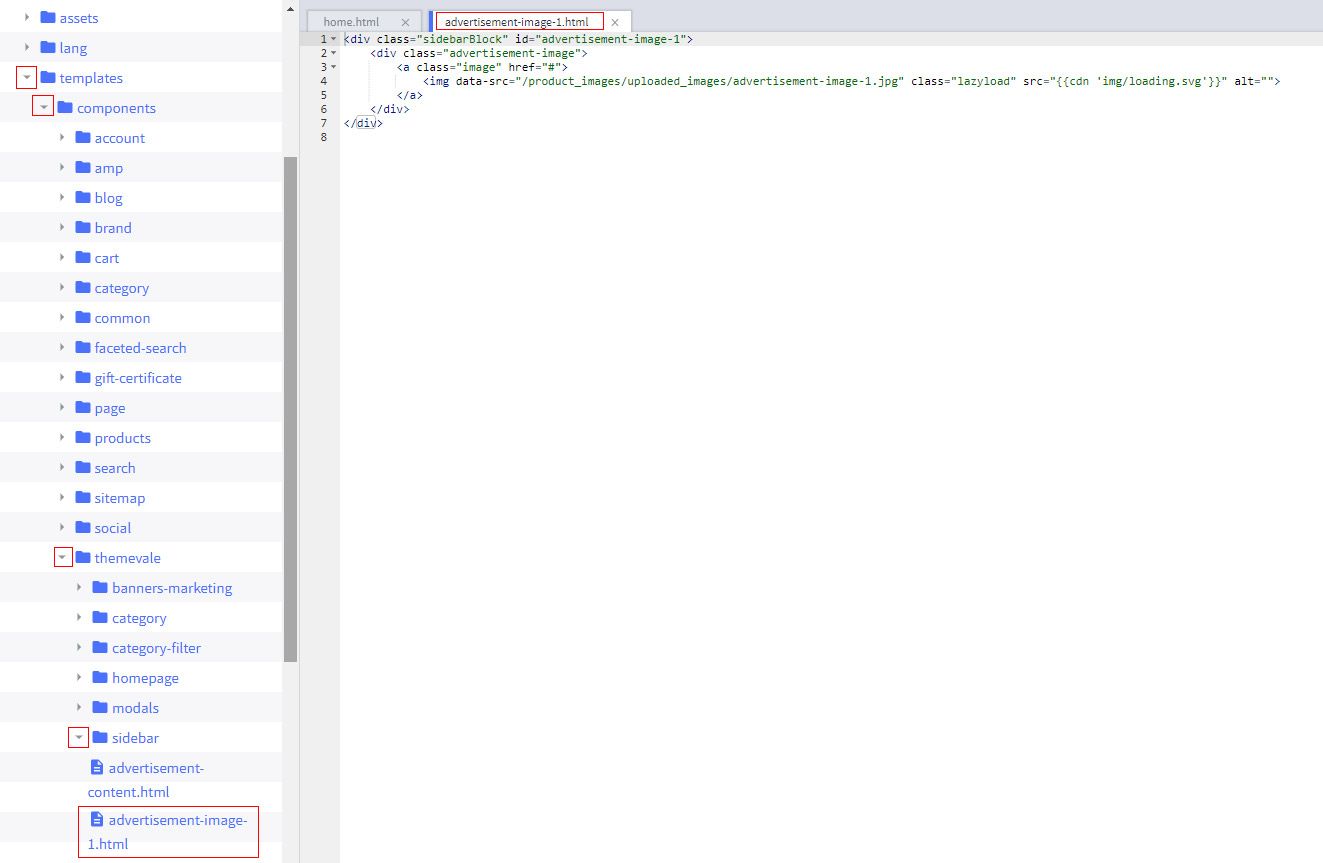 assets
lang
templates
components
account
amp
blog
brand
cart
category
common
faceted-search
gift-certificate
page
products
search
sitemap
social
themevale
banners-marketing
category
category-filter
homepage
modals
sidebar
advertisement-
content.html
advertisement-image-
1.html
home.html × advertisement-image-1.html ×
1 <div class="sidebarBlock" id="advertisement-image-1">
2 <div class="advertisement-image">
3 <a class="image" href="#">
4 <img data-src="/product_images/uploaded_images/advertisement-image-1.jpg" class="lazyload" src="{{cdn 'img/loading.svg'}}" alt="">
5 </a>
6 </div>
7 </div>
8